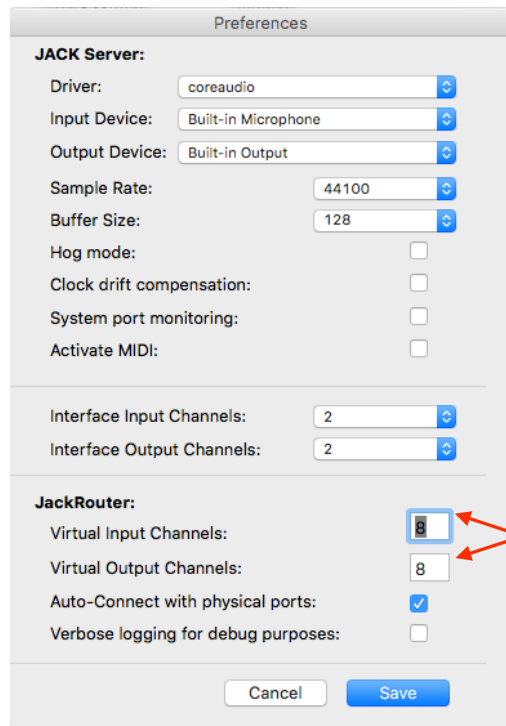 Preferences
JACK Server:
Driver: coreaudio
Input Device: Built-in Microphone
Output Device: Built-in Output
Sample Rate: 44100
Buffer Size: 128
Hog mode:
Clock drift compensation:
System port monitoring:
Activate MIDI:
Interface Input Channels: 2
Interface Output Channels: 2
JackRouter:
Virtual Input Channels: 8
Virtual Output Channels: 8
Auto-Connect with physical ports:
Verbose logging for debug purposes:
Cancel Save